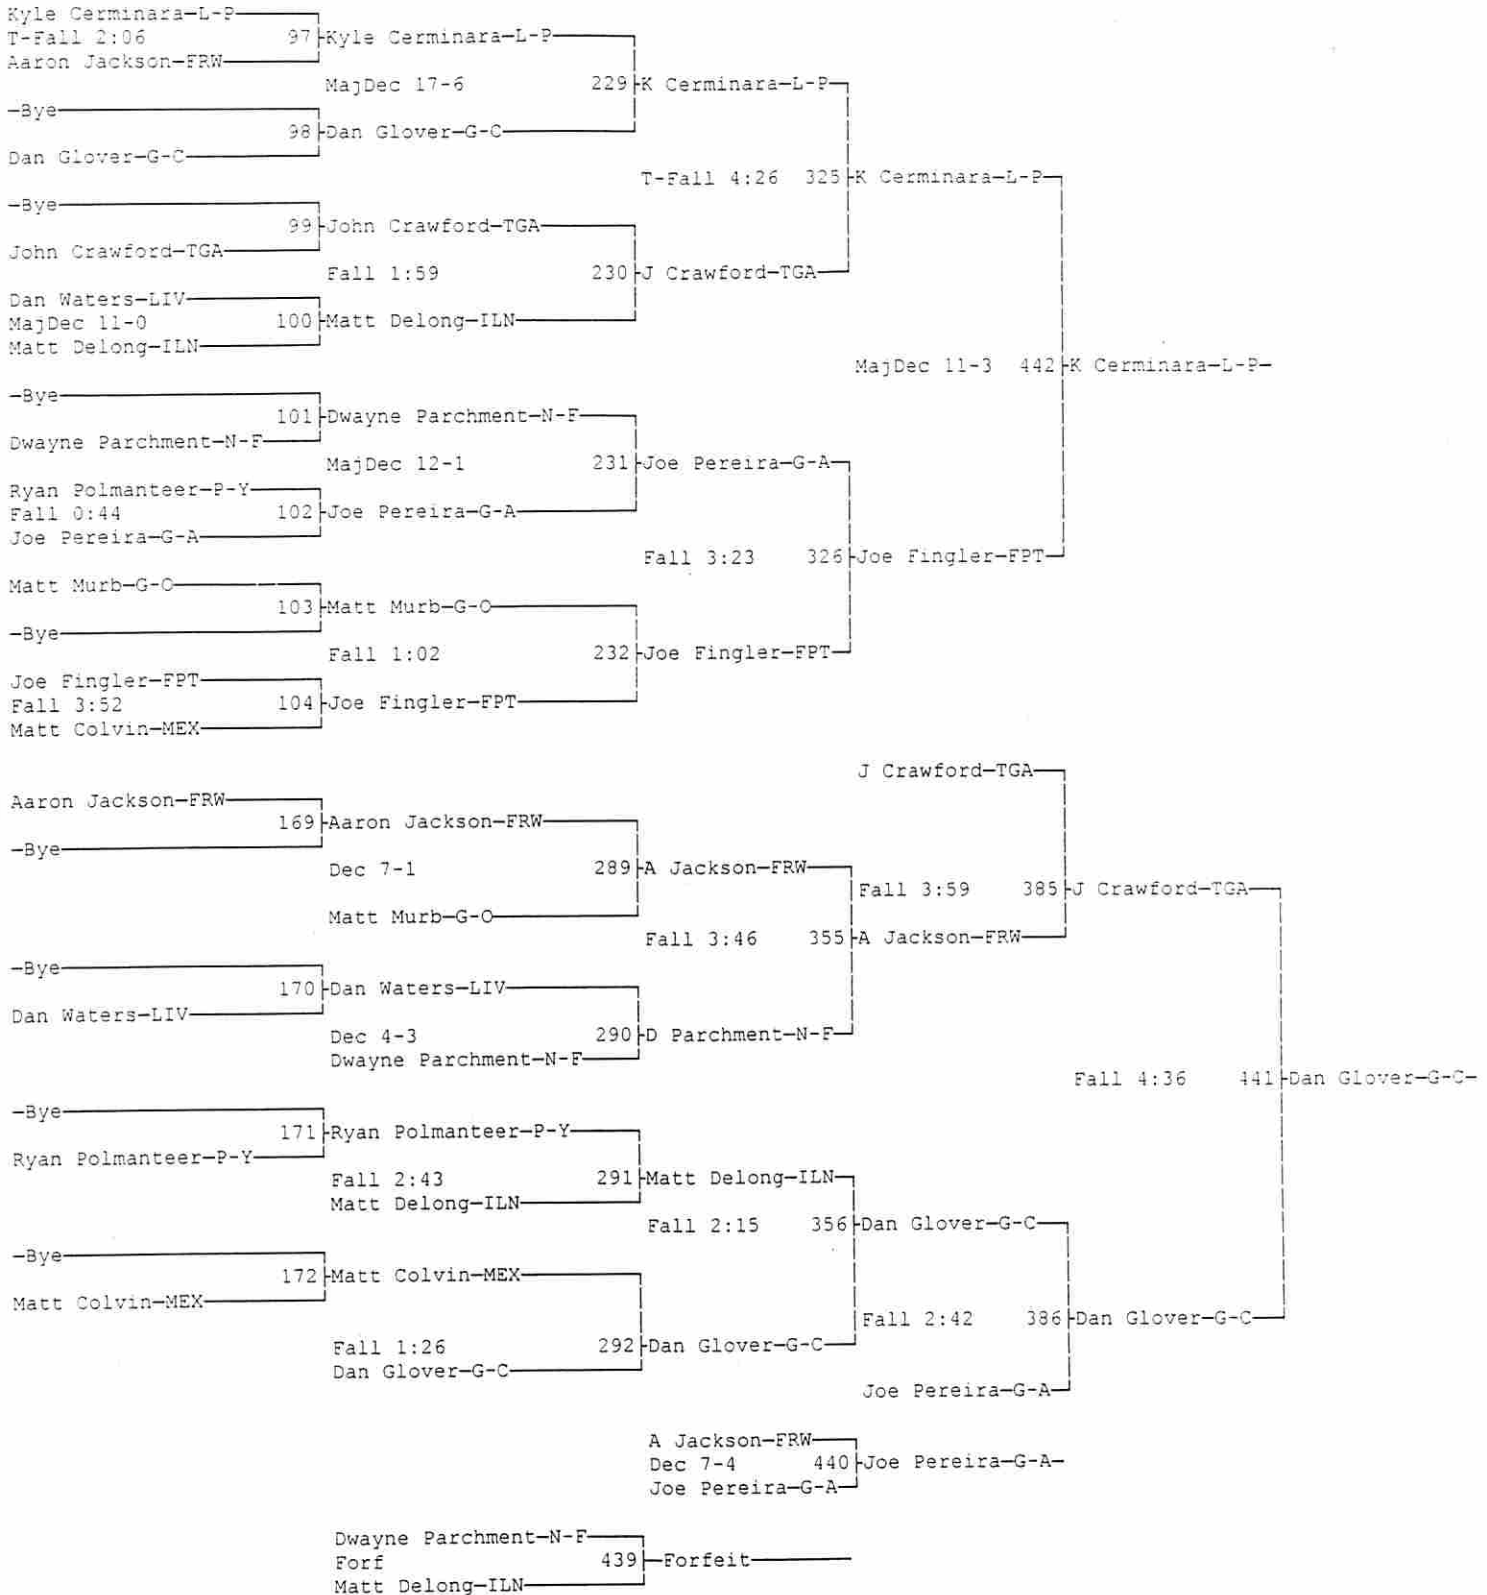 Kyle Cerminara-L-P
T-Fall 2:06 97 Kyle Cerminara-L-P
Aaron Jackson-FRW
MajDec 17-6 229 K Cerminara-L-P
-Bye
98 Dan Glover-G-C
Dan Glover-G-C
T-Fall 4:26 325 K Cerminara-L-P
-Bye
99 John Crawford-TGA
John Crawford-TGA
Fall 1:59 230 J Crawford-TGA
Dan Waters-LIV
MajDec 11-0 100 Matt Delong-ILN
Matt Delong-ILN
MajDec 11-3 442 K Cerminara-L-P-
-Bye
101 Dwayne Parchment-N-F
Dwayne Parchment-N-F
MajDec 12-1 231 Joe Pereira-G-A
Ryan Polmanteer-P-Y
Fall 0:44 102 Joe Pereira-G-A
Joe Pereira-G-A
Fall 3:23 326 Joe Fingler-FPT
Matt Murb-G-O
103 Matt Murb-G-O
-Bye
Fall 1:02 232 Joe Fingler-FPT
Joe Fingler-FPT
Fall 3:52 104 Joe Fingler-FPT
Matt Colvin-MEX
J Crawford-TGA
Aaron Jackson-FRW
169 Aaron Jackson-FRW
-Bye
Dec 7-1 289 A Jackson-FRW
Fall 3:59 385 J Crawford-TGA
Matt Murb-G-O
Fall 3:46 355 A Jackson-FRW
-Bye
170 Dan Waters-LIV
Dan Waters-LIV
Dec 4-3 290 D Parchment-N-F
Dwayne Parchment-N-F
Fall 4:36 441 Dan Glover-G-C-
-Bye
171 Ryan Polmanteer-P-Y
Ryan Polmanteer-P-Y
Fall 2:43 291 Matt Delong-ILN
Matt Delong-ILN
Fall 2:15 356 Dan Glover-G-C
-Bye
172 Matt Colvin-MEX
Matt Colvin-MEX
Fall 2:42 386 Dan Glover-G-C
Fall 1:26 292 Dan Glover-G-C
Dan Glover-G-C
Joe Pereira-G-A
A Jackson-FRW
Dec 7-4 440 Joe Pereira-G-A-
Joe Pereira-G-A
Dwayne Parchment-N-F
Forf 439 -Forfeit
Matt Delong-ILN